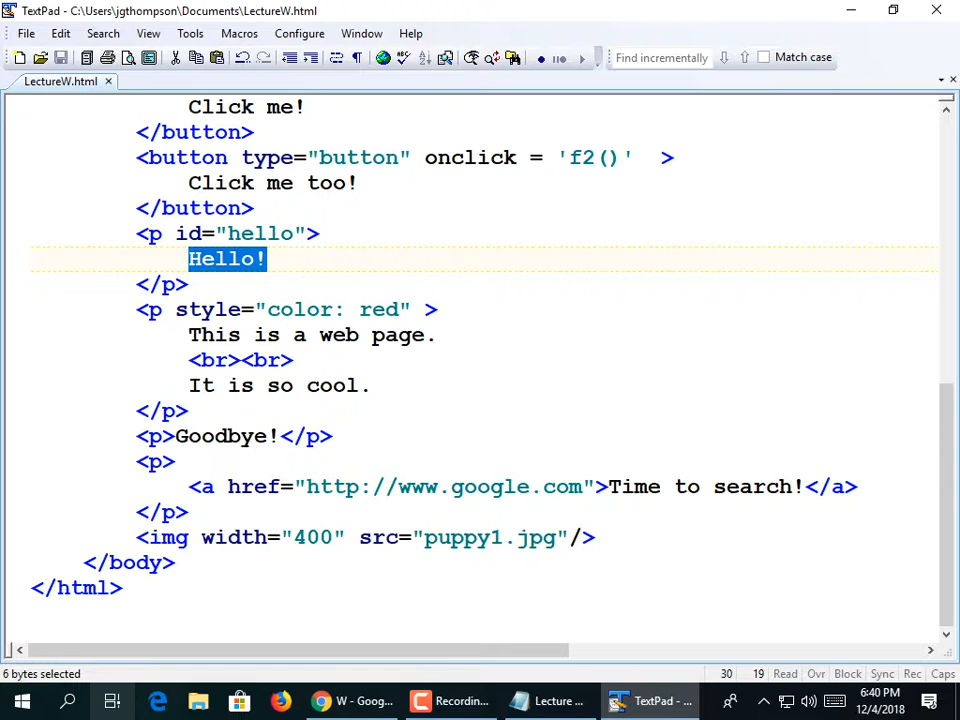 TextPad - C:\Users\jgthompson\Documents\LectureW.html
File Edit Search View Tools Macros Configure Window Help
Find incrementally Match case
LectureW.html
Click me!
</button>
<button type="button" onclick = 'f2()'  >
Click me too!
</button>
<p id="hello">
Hello!
</p>
<p style="color: red" >
This is a web page.
<br><br>
It is so cool.
</p>
<p>Goodbye!</p>
<p>
<a href="http://www.google.com">Time to search!</a>
</p>
<img width="400" src="puppy1.jpg"/>
</body>
</html>
6 bytes selected 30 19 Read Ovr Block Sync Rec Caps
W - Goog... Recordin... Lecture ... TextPad - ... 6:40 PM
12/4/2018